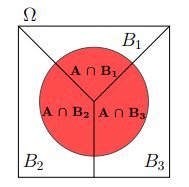 Ω
B₁
A ∩ B₁
A ∩ B₂ A ∩ B₃
B₂ B₃